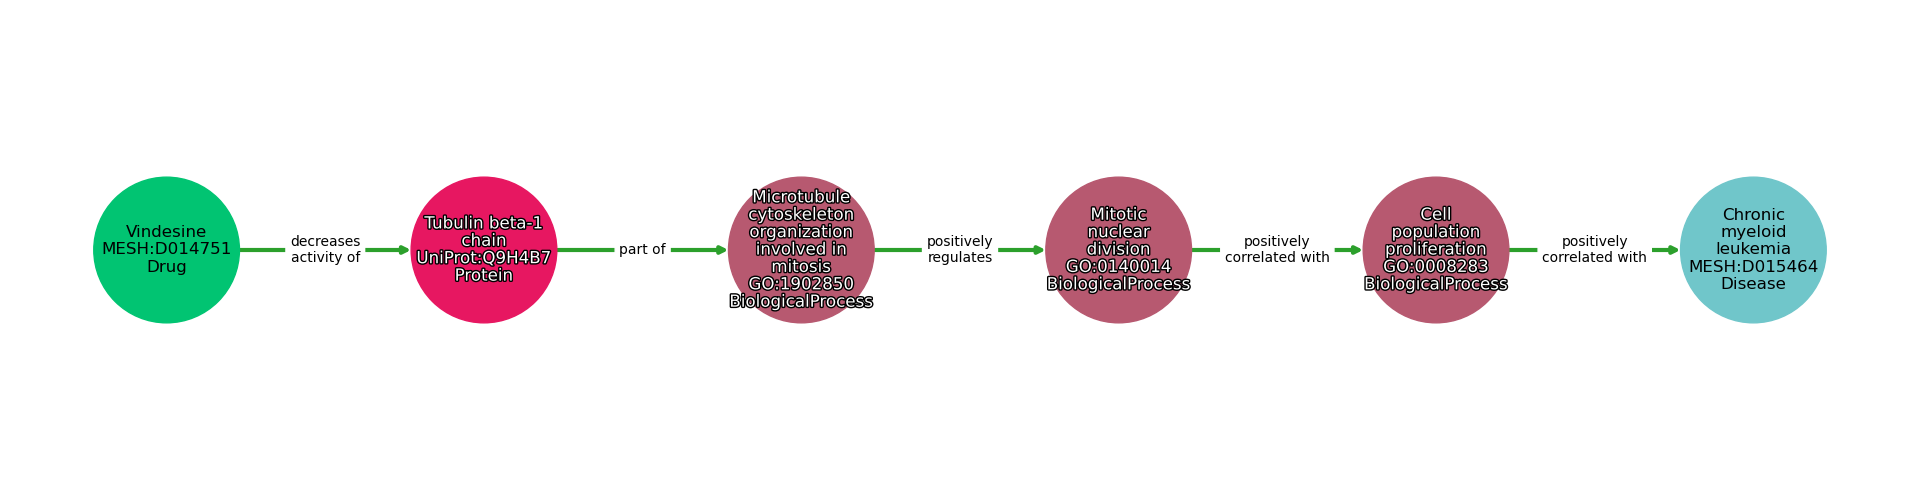 Vindesine
MESH:D014751
Drug
decreases
activity of
Tubulin beta-1
chain
UniProt:Q9H4B7
Protein
part of
Microtubule
cytoskeleton
organization
involved in
mitosis
GO:1902850
BiologicalProcess
positively
regulates
Mitotic
nuclear
division
GO:0140014
BiologicalProcess
positively
correlated with
Cell
population
proliferation
GO:0008283
BiologicalProcess
positively
correlated with
Chronic
myeloid
leukemia
MESH:D015464
Disease